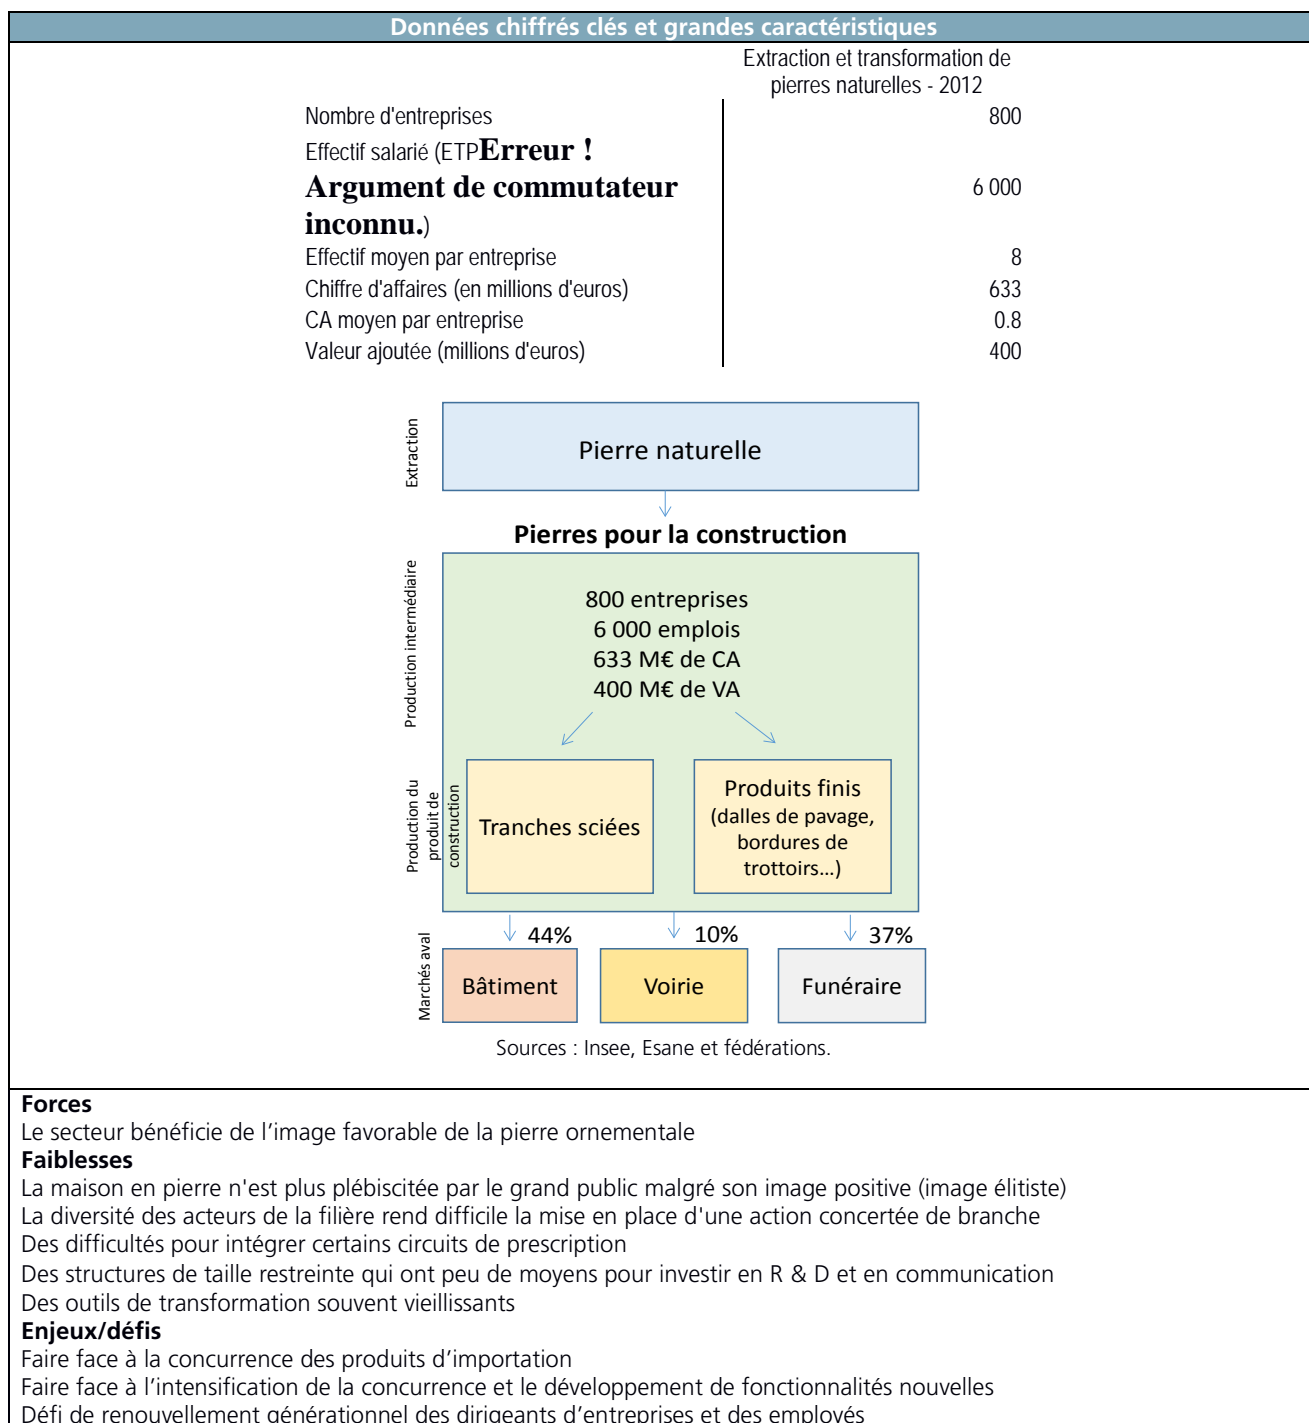 Données chiffrés clés et grandes caractéristiques
Extraction et transformation de
pierres naturelles - 2012
Nombre d'entreprises 800
Effectif salarié (ETPErreur !
Argument de commutateur
inconnu.) 6 000
Effectif moyen par entreprise 8
Chiffre d'affaires (en millions d'euros) 633
CA moyen par entreprise 0.8
Valeur ajoutée (millions d'euros) 400
Extraction
Pierre naturelle
Pierres pour la construction
Production intermédiaire
800 entreprises
6 000 emplois
633 M€ de CA
400 M€ de VA
Production du
produit de
construction
Tranches sciées
Produits finis
(dalles de pavage,
bordures de
trottoirs…)
Marchés aval
44% 10% 37%
Bâtiment Voirie Funéraire
Sources : Insee, Esane et fédérations.
Forces
Le secteur bénéficie de l’image favorable de la pierre ornementale
Faiblesses
La maison en pierre n'est plus plébiscitée par le grand public malgré son image positive (image élitiste)
La diversité des acteurs de la filière rend difficile la mise en place d'une action concertée de branche
Des difficultés pour intégrer certains circuits de prescription
Des structures de taille restreinte qui ont peu de moyens pour investir en R & D et en communication
Des outils de transformation souvent vieillissants
Enjeux/défis
Faire face à la concurrence des produits d’importation
Faire face à l’intensification de la concurrence et le développement de fonctionnalités nouvelles
Défi de renouvellement générationnel des dirigeants d’entreprises et des employés